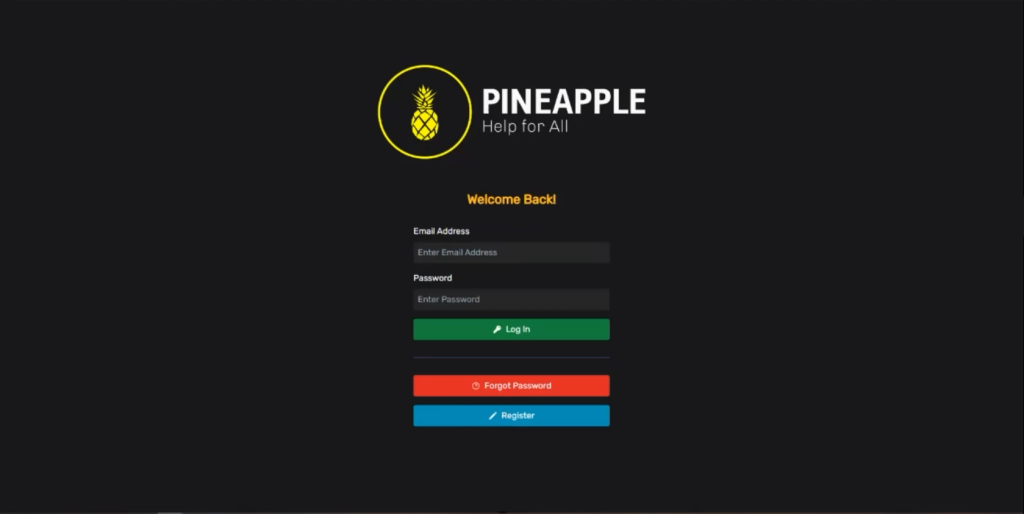 PINEAPPLE
Help for All
Welcome Back!
Email Address
Enter Email Address
Password
Enter Password
Log In
Forgot Password
Register